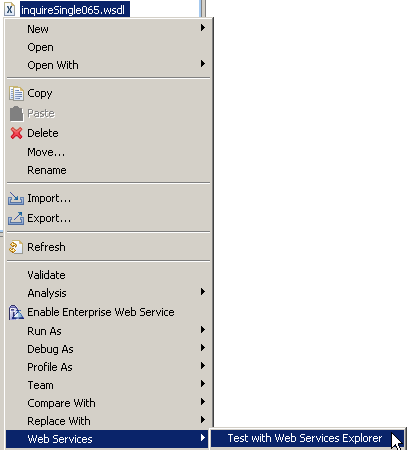 inquireSingle065.wsdl
New
Open
Open With
Copy
Paste
Delete
Move...
Rename
Import...
Export...
Refresh
Validate
Analysis
Enable Enterprise Web Service
Run As
Debug As
Profile As
Team
Compare With
Replace With
Web Services
Test with Web Services Explorer